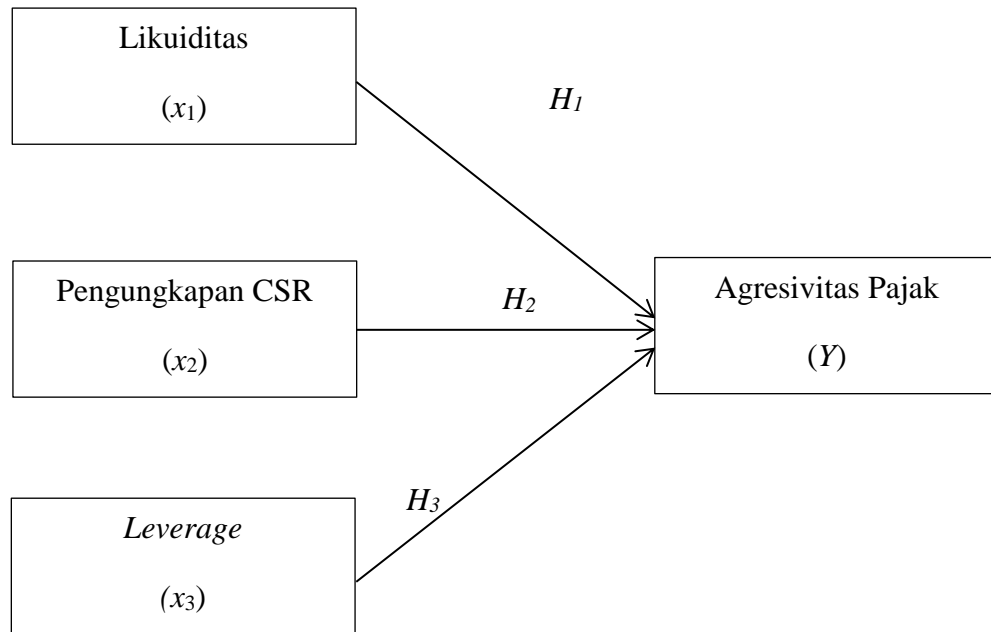 Likuiditas
(x₁)
H₁
Pengungkapan CSR
(x₂)
H₂
Agresivitas Pajak
(Y)
H₃
Leverage
(x₃)